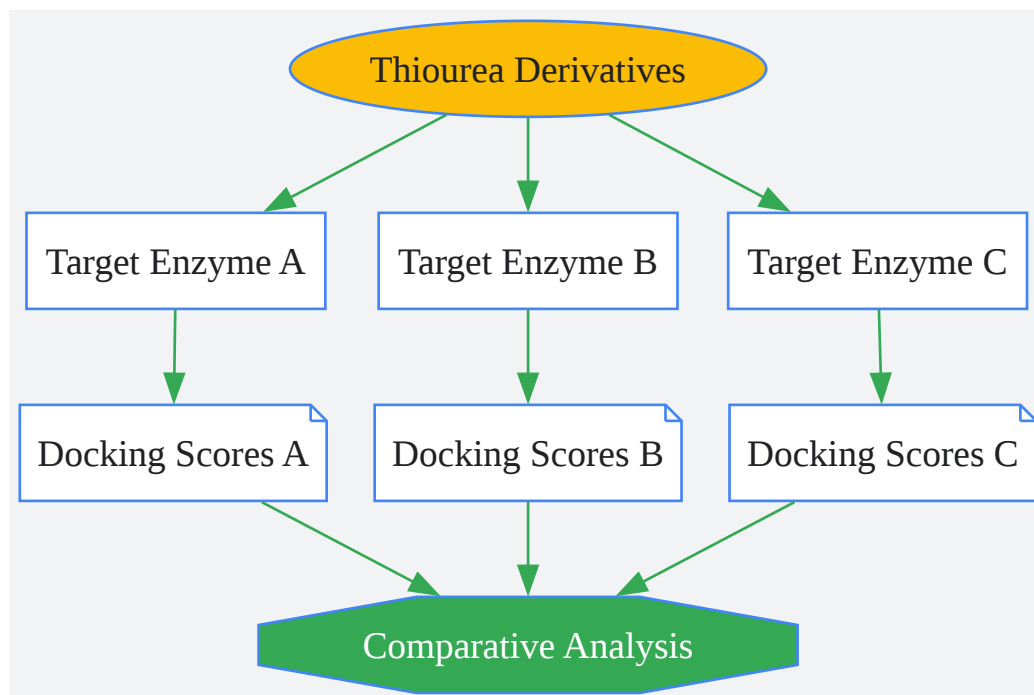 Thiourea Derivatives
Target Enzyme A
Target Enzyme B
Target Enzyme C
Docking Scores A
Docking Scores B
Docking Scores C
Comparative Analysis